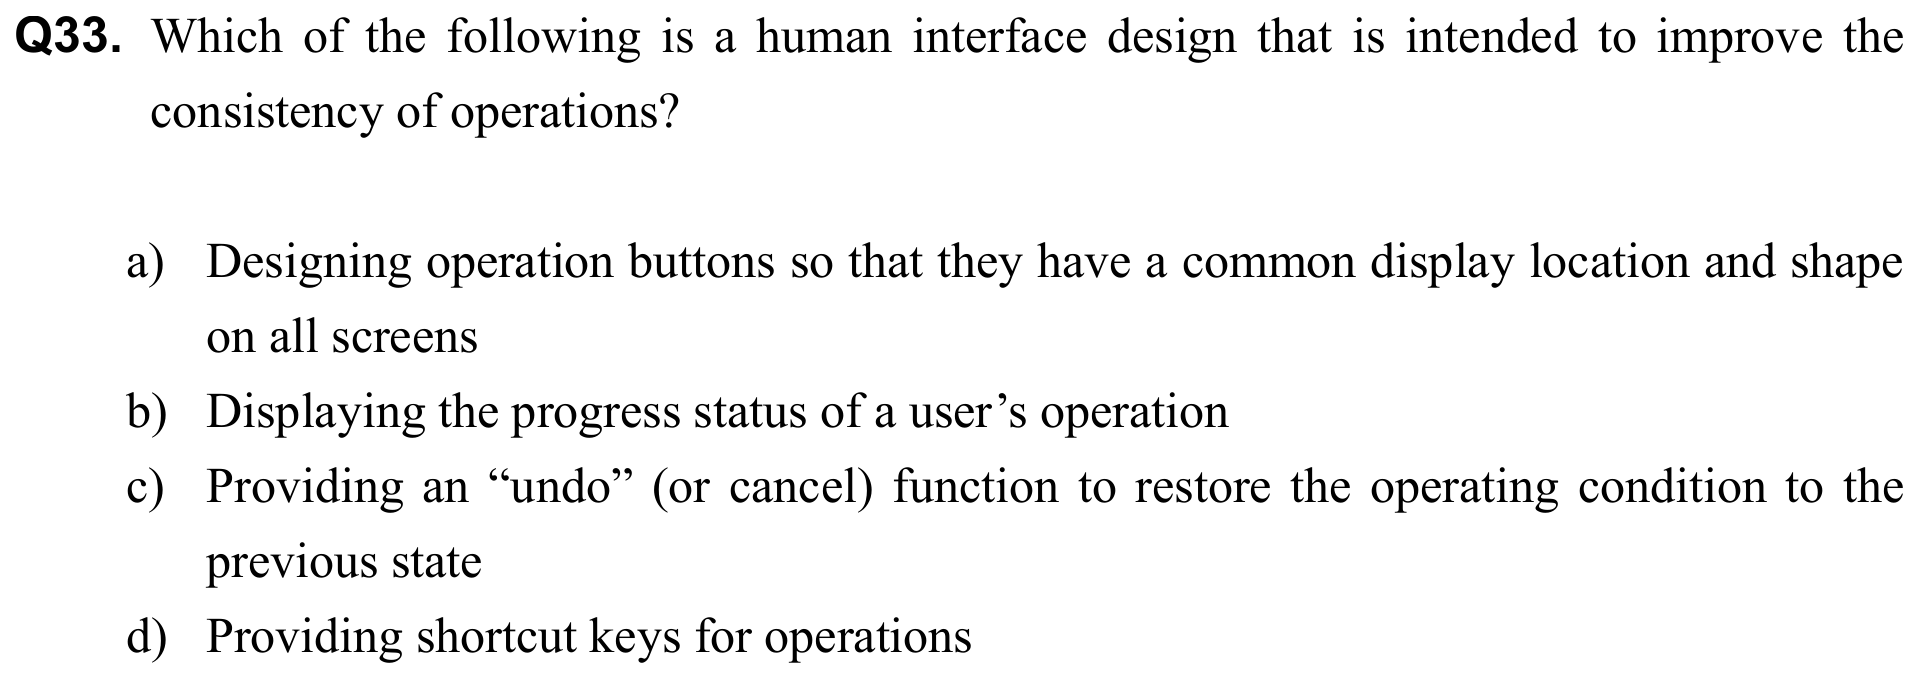 Q33. Which of the following is a human interface design that is intended to improve the
consistency of operations?
a) Designing operation buttons so that they have a common display location and shape
on all screens
b) Displaying the progress status of a user’s operation
c) Providing an “undo” (or cancel) function to restore the operating condition to the
previous state
d) Providing shortcut keys for operations